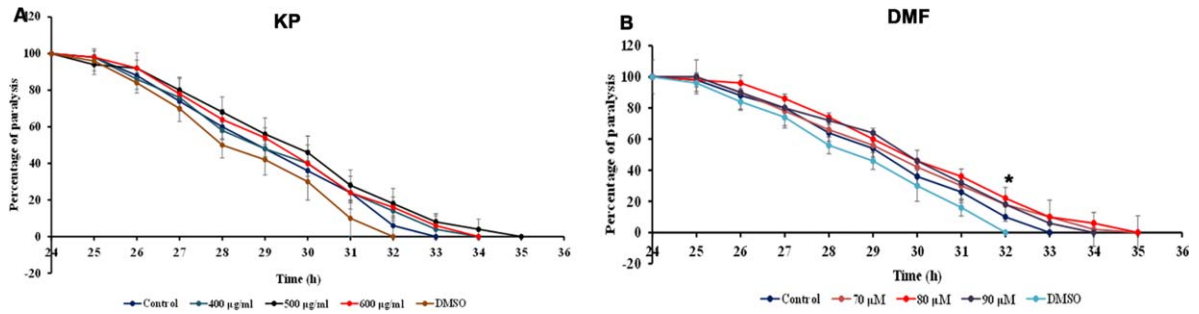 A
KP
Percentage of paralysis
120
100
80
60
40
20
0
-20
24 25 26 27 28 29 30 31 32 33 34 35 36
Time (h)
Control 400 µg/ml 500 µg/ml 600 µg/ml DMSO
B
DMF
Percentage of paralysis
120
100
80
60
40
20
0
-20
*
24 25 26 27 28 29 30 31 32 33 34 35 36
Time (h)
Control 70 µM 80 µM 90 µM DMSO